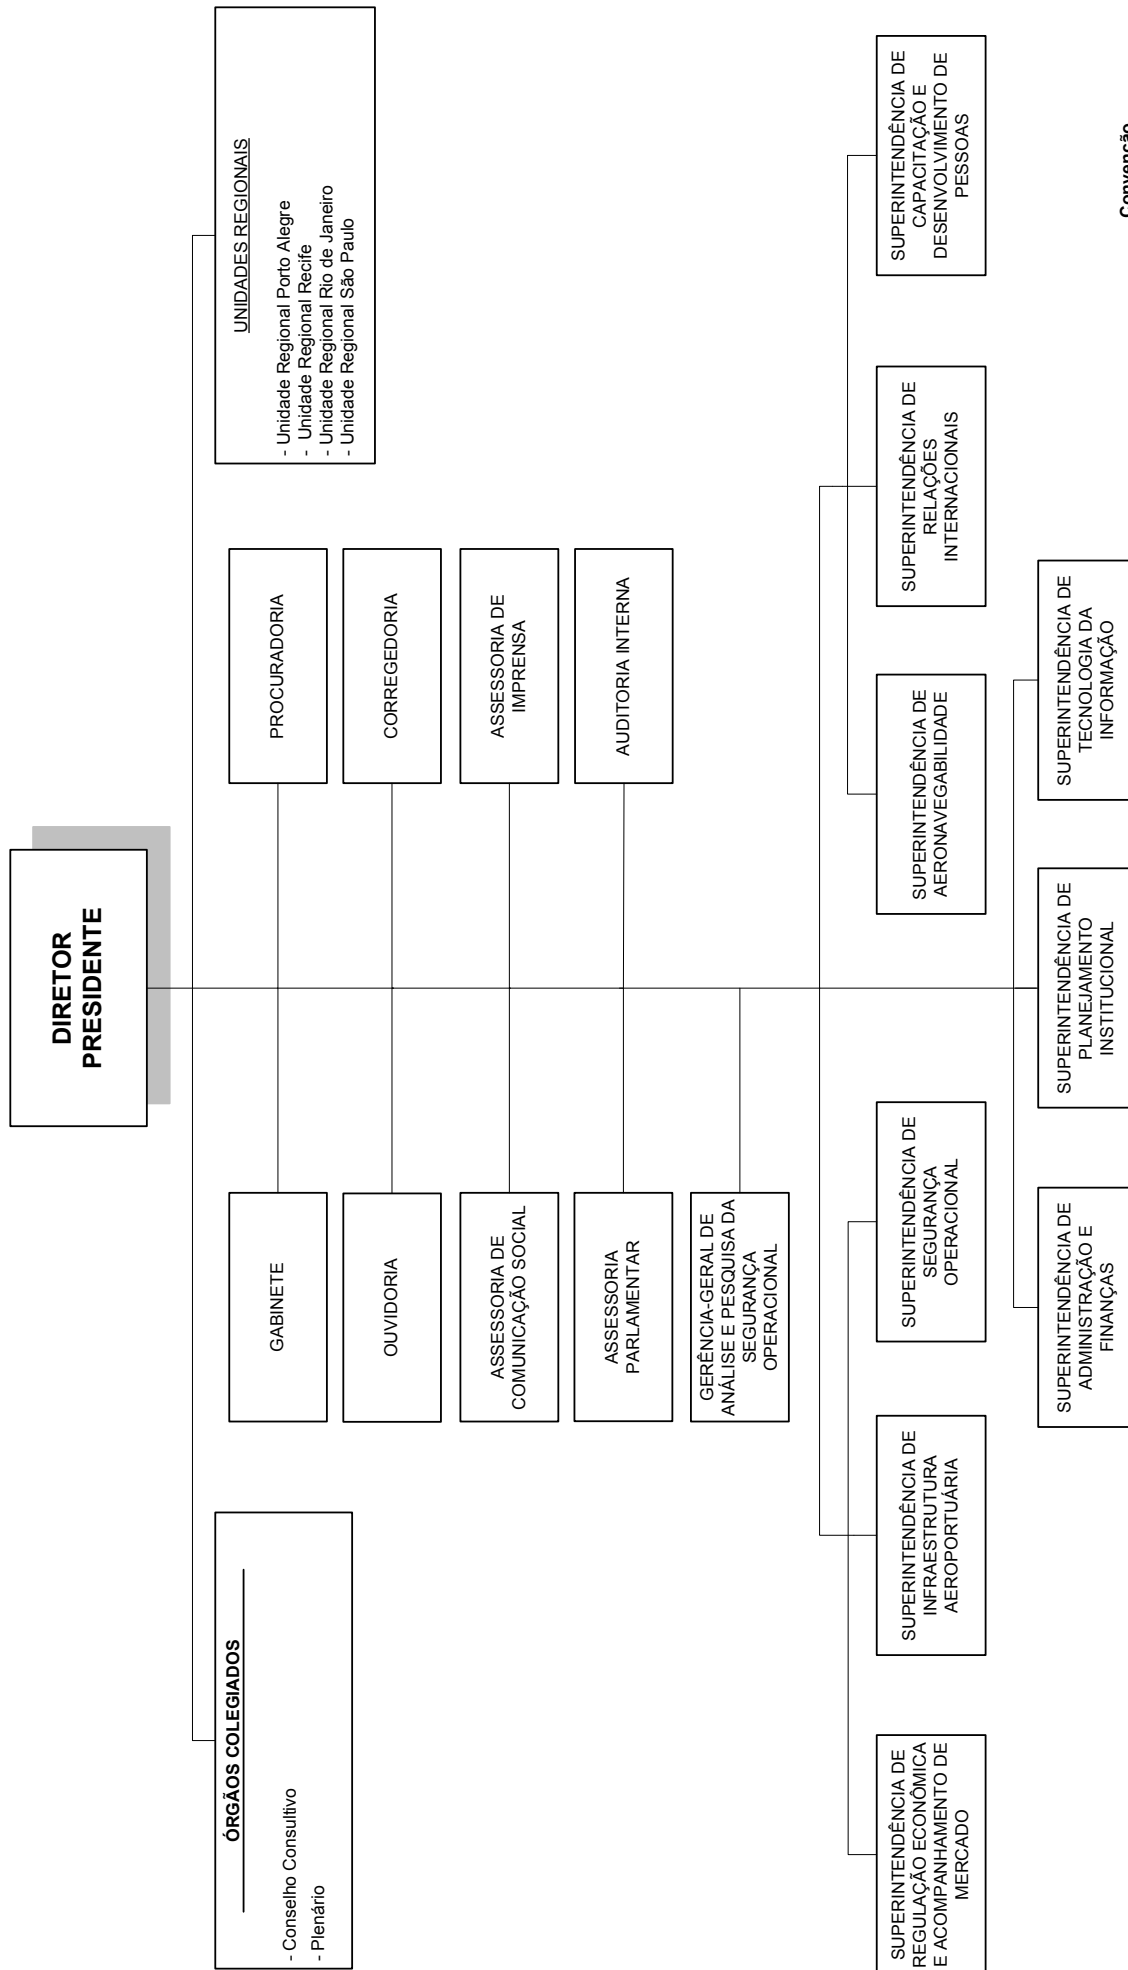 DIRETOR
PRESIDENTE
ÓRGÃOS COLEGIADOS
- Conselho Consultivo
- Plenário
UNIDADES REGIONAIS
- Unidade Regional Porto Alegre
- Unidade Regional Recife
- Unidade Regional Rio de Janeiro
- Unidade Regional São Paulo
GABINETE
PROCURADORIA
OUVIDORIA
CORREGEDORIA
ASSESSORIA DE
COMUNICAÇÃO SOCIAL
ASSESSORIA DE
IMPRENSA
ASSESSORIA
PARLAMENTAR
AUDITORIA INTERNA
GERÊNCIA-GERAL DE
ANÁLISE E PESQUISA DA
SEGURANÇA
OPERACIONAL
SUPERINTENDÊNCIA DE
REGULAÇÃO ECONÔMICA
E ACOMPANHAMENTO DE
MERCADO
SUPERINTENDÊNCIA DE
INFRAESTRUTURA
AEROPORTUÁRIA
SUPERINTENDÊNCIA DE
SEGURANÇA
OPERACIONAL
SUPERINTENDÊNCIA DE
AERONAVEGABILIDADE
SUPERINTENDÊNCIA DE
RELAÇÕES
INTERNACIONAIS
SUPERINTENDÊNCIA DE
CAPACITAÇÃO E
DESENVOLVIMENTO DE
PESSOAS
SUPERINTENDÊNCIA DE
ADMINISTRAÇÃO E
FINANÇAS
SUPERINTENDÊNCIA DE
PLANEJAMENTO
INSTITUCIONAL
SUPERINTENDÊNCIA DE
TECNOLOGIA DA
INFORMAÇÃO
Convenção